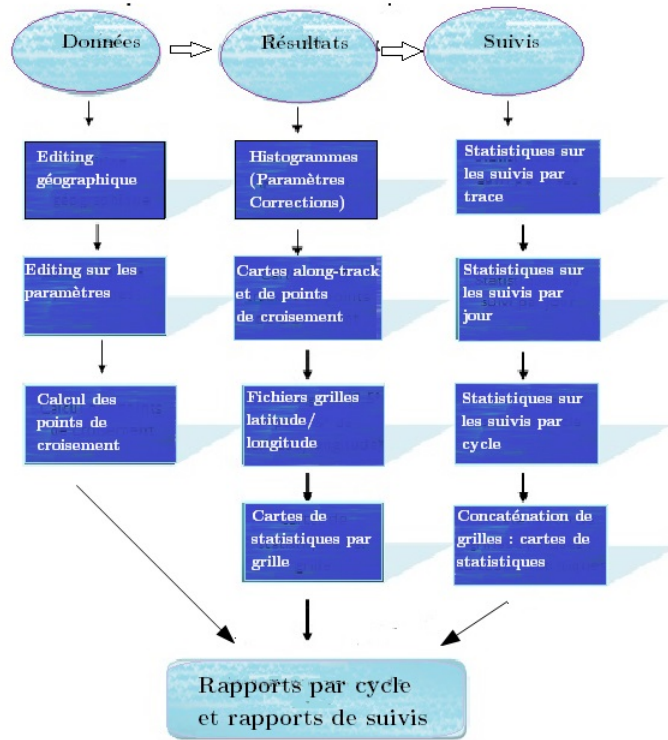 Données
Résultats
Suivis
Editing
géographique
Editing sur les
paramètres
Calcul des
points de
croisement
Histogrammes
(Paramètres
Corrections)
Cartes along-track
et de points
de croisement
Fichiers grilles
latitude/
longitude
Cartes de
statistiques par
grille
Statistiques sur
les suivis par
trace
Statistiques sur
les suivis par
jour
Statistiques sur
les suivis par
cycle
Concaténation de
grilles : cartes de
statistiques
Rapports par cycle
et rapports de suivis